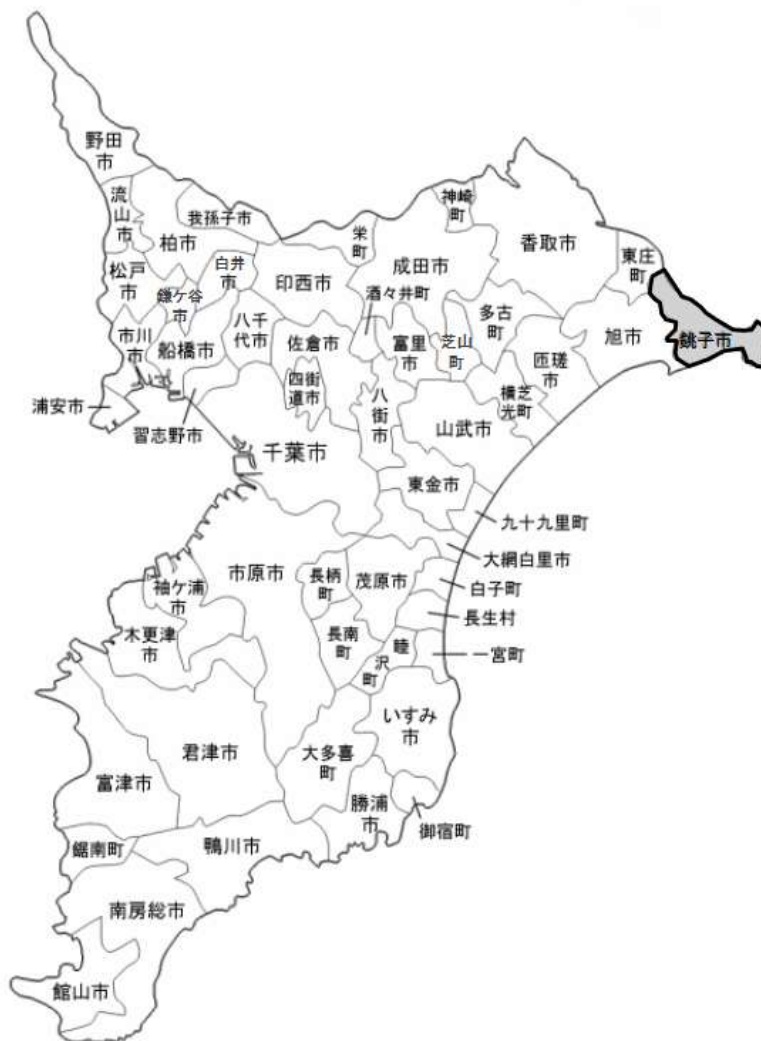 野田
市
流
山
市
柏市
我孫子市
松戸
市
鎌ケ谷
市
白井
市
印西市
栄
町
成田市
神崎
町
香取市
東庄
町
銚子市
旭市
匝瑳
市
多古
町
芝山
町
横芝
光町
酒々井町
富里
市
市川
市
船橋市
八千
代市
佐倉市
四街
道市
八
街
市
山武市
浦安市
習志野市
千葉市
東金市
九十九里町
大網白里市
白子町
長生村
一宮町
市原市
長柄
町
茂原市
長南
町
睦
沢
町
袖ケ浦
市
木更津
市
いすみ
市
君津市
大多喜
町
富津市
勝浦
市
御宿町
鋸南町
鴨川市
南房総市
館山市